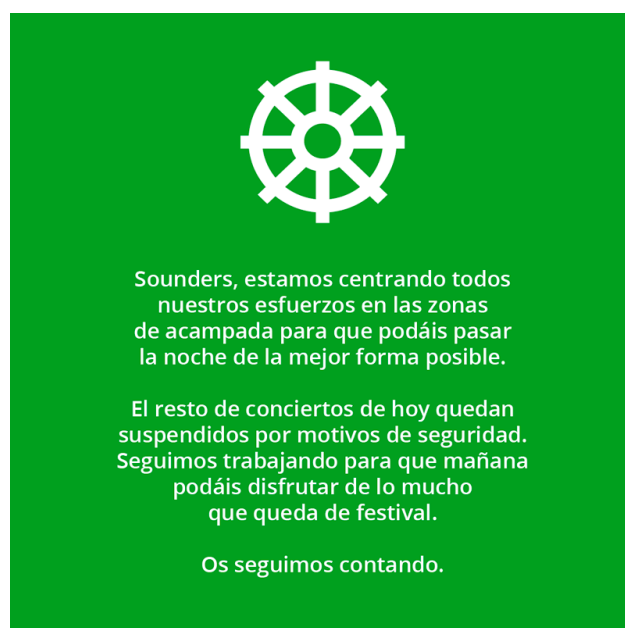 Sounders, estamos centrando todos
nuestros esfuerzos en las zonas
de acampada para que podáis pasar
la noche de la mejor forma posible.
El resto de conciertos de hoy quedan
suspendidos por motivos de seguridad.
Seguimos trabajando para que mañana
podáis disfrutar de lo mucho
que queda de festival.
Os seguimos contando.